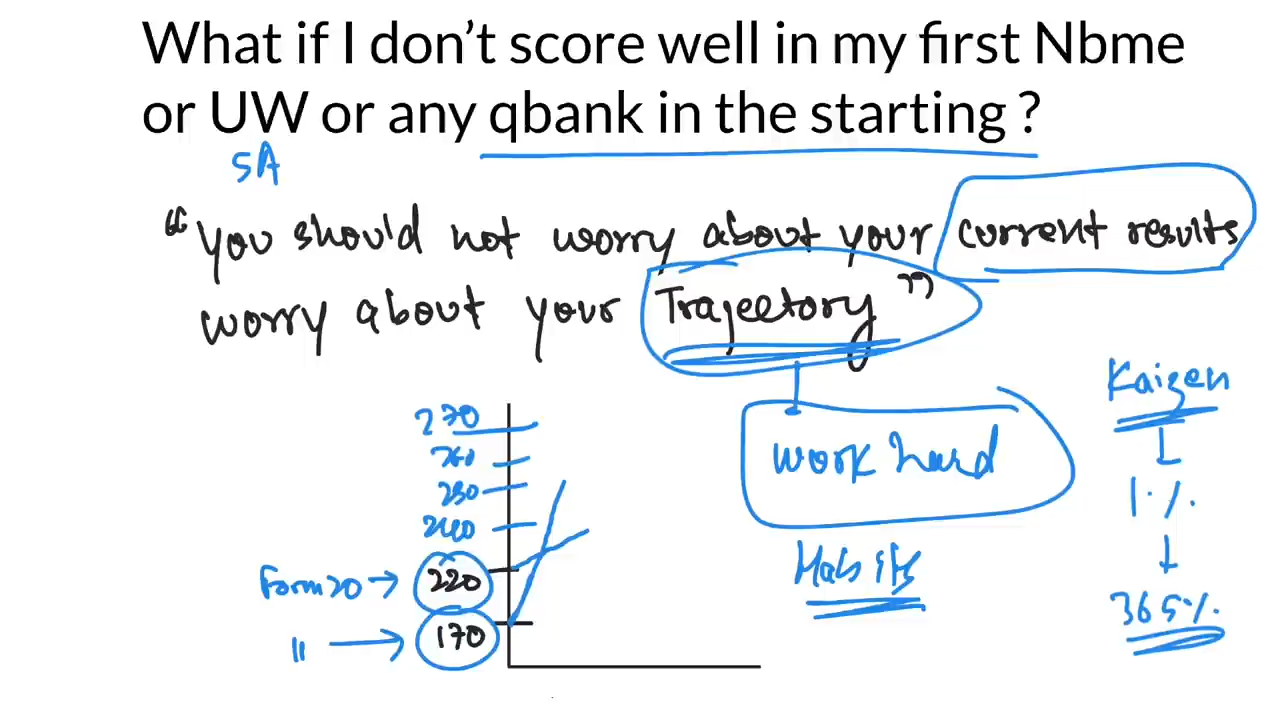 What if I don't score well in my first Nbme
or UW or any qbank in the starting ?
SA
"You should not worry about your current results
worry about your Trajectory"
Kaizen
1%
365%
work hard
Habits
270
260
250
240
Form 20 → 220
11 → 170